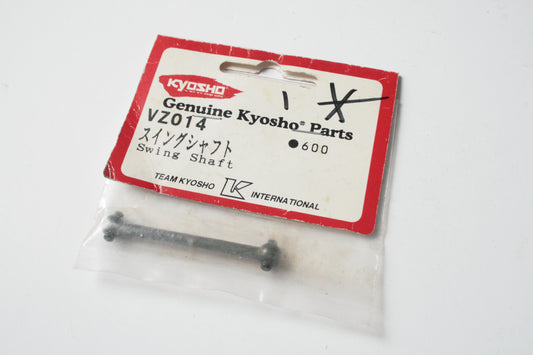 KYOSHO
Genuine Kyosho® Parts
VZ014
スイングシャフト ●600
Swing Shaft
TEAM KYOSHO K INTERNATIONAL